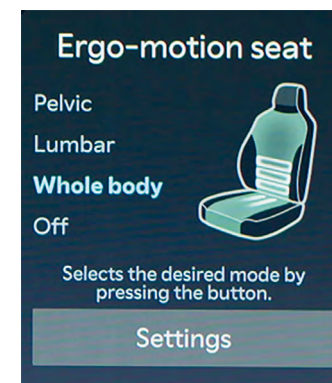 Ergo-motion seat
Pelvic
Lumbar
Whole body
Off
Selects the desired mode by
pressing the button.
Settings